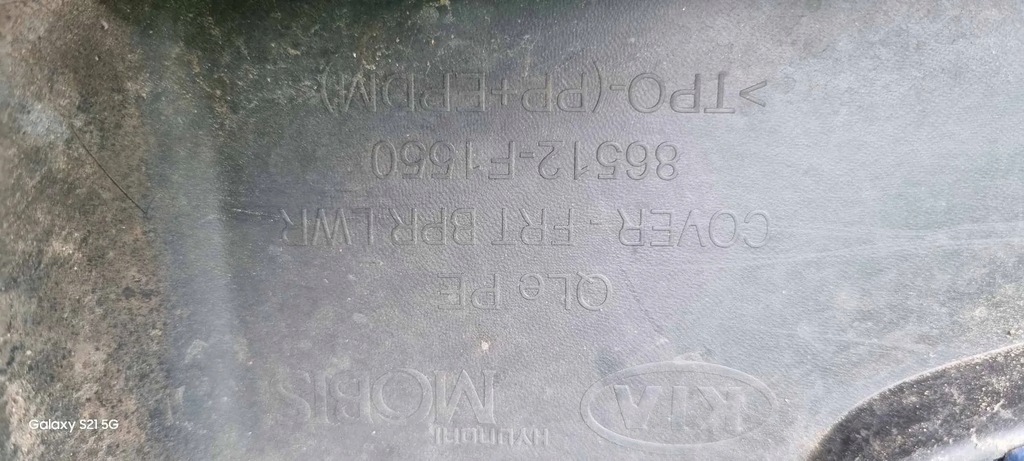 KIA HYUNDAI
MOBIS
QLe PE
COVER - FRT BPR LWR
86512-F1550
>TPO-(PP+EPDM)
Galaxy S21 5G